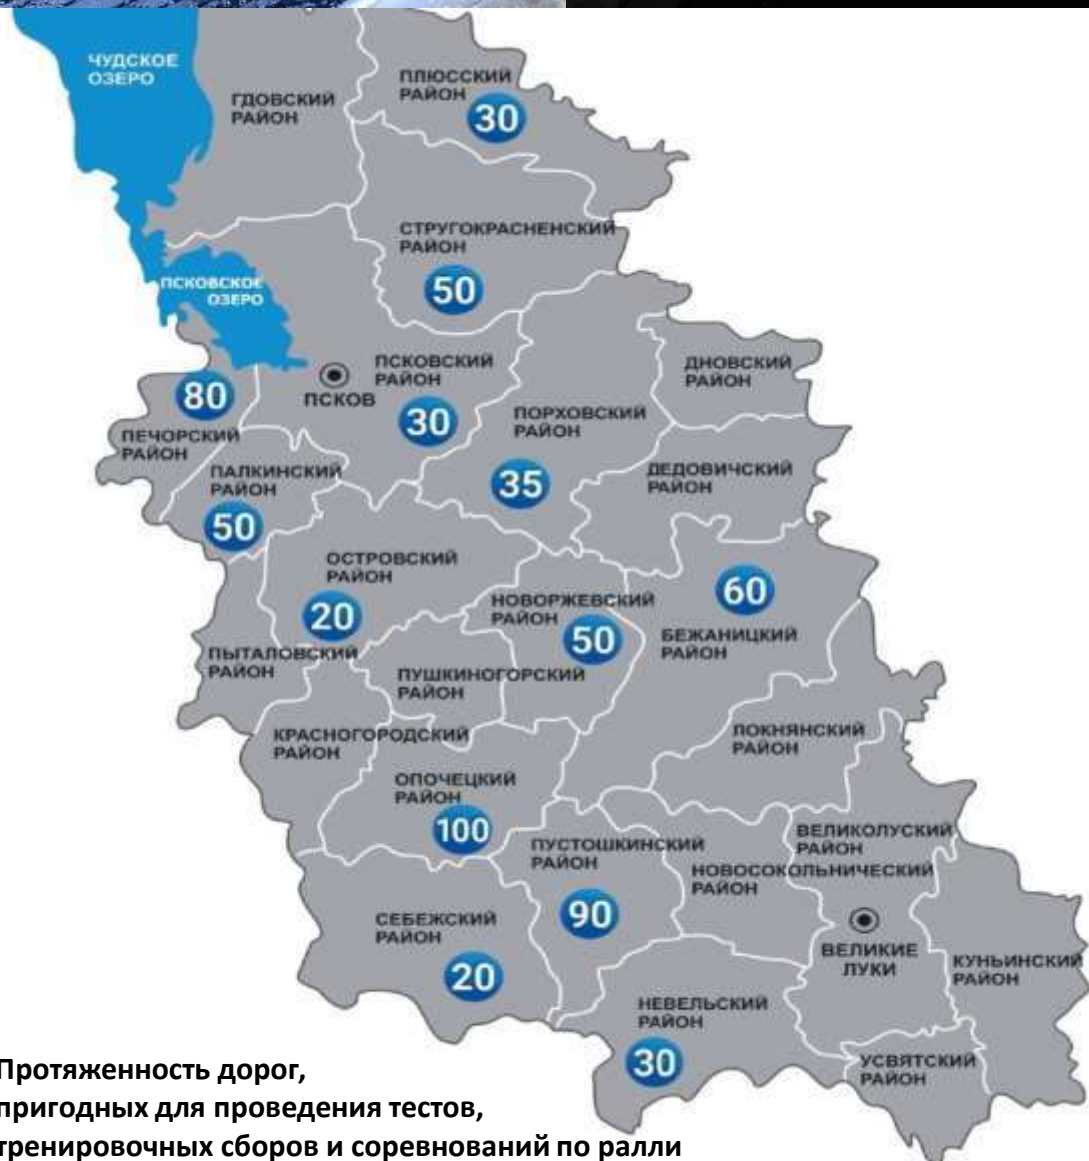 ЧУДСКОЕ
ОЗЕРО
ГДОВСКИЙ
РАЙОН
ПЛЮССКИЙ
РАЙОН
30
СТРУГОКРАСНЕНСКИЙ
РАЙОН
50
ПСКОВСКОЕ
ОЗЕРО
ПСКОВСКИЙ
РАЙОН
ПСКОВ
30
80
ПЕЧОРСКИЙ
РАЙОН
ДНОВСКИЙ
РАЙОН
ПОРХОВСКИЙ
РАЙОН
35
ПАЛКИНСКИЙ
РАЙОН
50
ДЕДОВИЧСКИЙ
РАЙОН
ОСТРОВСКИЙ
РАЙОН
20
НОВОРЖЕВСКИЙ
РАЙОН
50
60
БЕЖАНИЦКИЙ
РАЙОН
ПЫТАЛОВСКИЙ
РАЙОН
ПУШКИНОГОРСКИЙ
РАЙОН
КРАСНОГОРОДСКИЙ
РАЙОН
ЛОКНЯНСКИЙ
РАЙОН
ОПОЧЕЦКИЙ
РАЙОН
100
ПУСТОШКИНСКИЙ
РАЙОН
90
ВЕЛИКОЛУСКИЙ
РАЙОН
НОВОСОКОЛЬНИЧЕСКИЙ
РАЙОН
СЕБЕЖСКИЙ
РАЙОН
20
ВЕЛИКИЕ
ЛУКИ
КУНЬИНСКИЙ
РАЙОН
НЕВЕЛЬСКИЙ
РАЙОН
30
УСВЯТСКИЙ
РАЙОН
Протяженность дорог,
пригодных для проведения тестов,
тренировочных сборов и соревнований по ралли